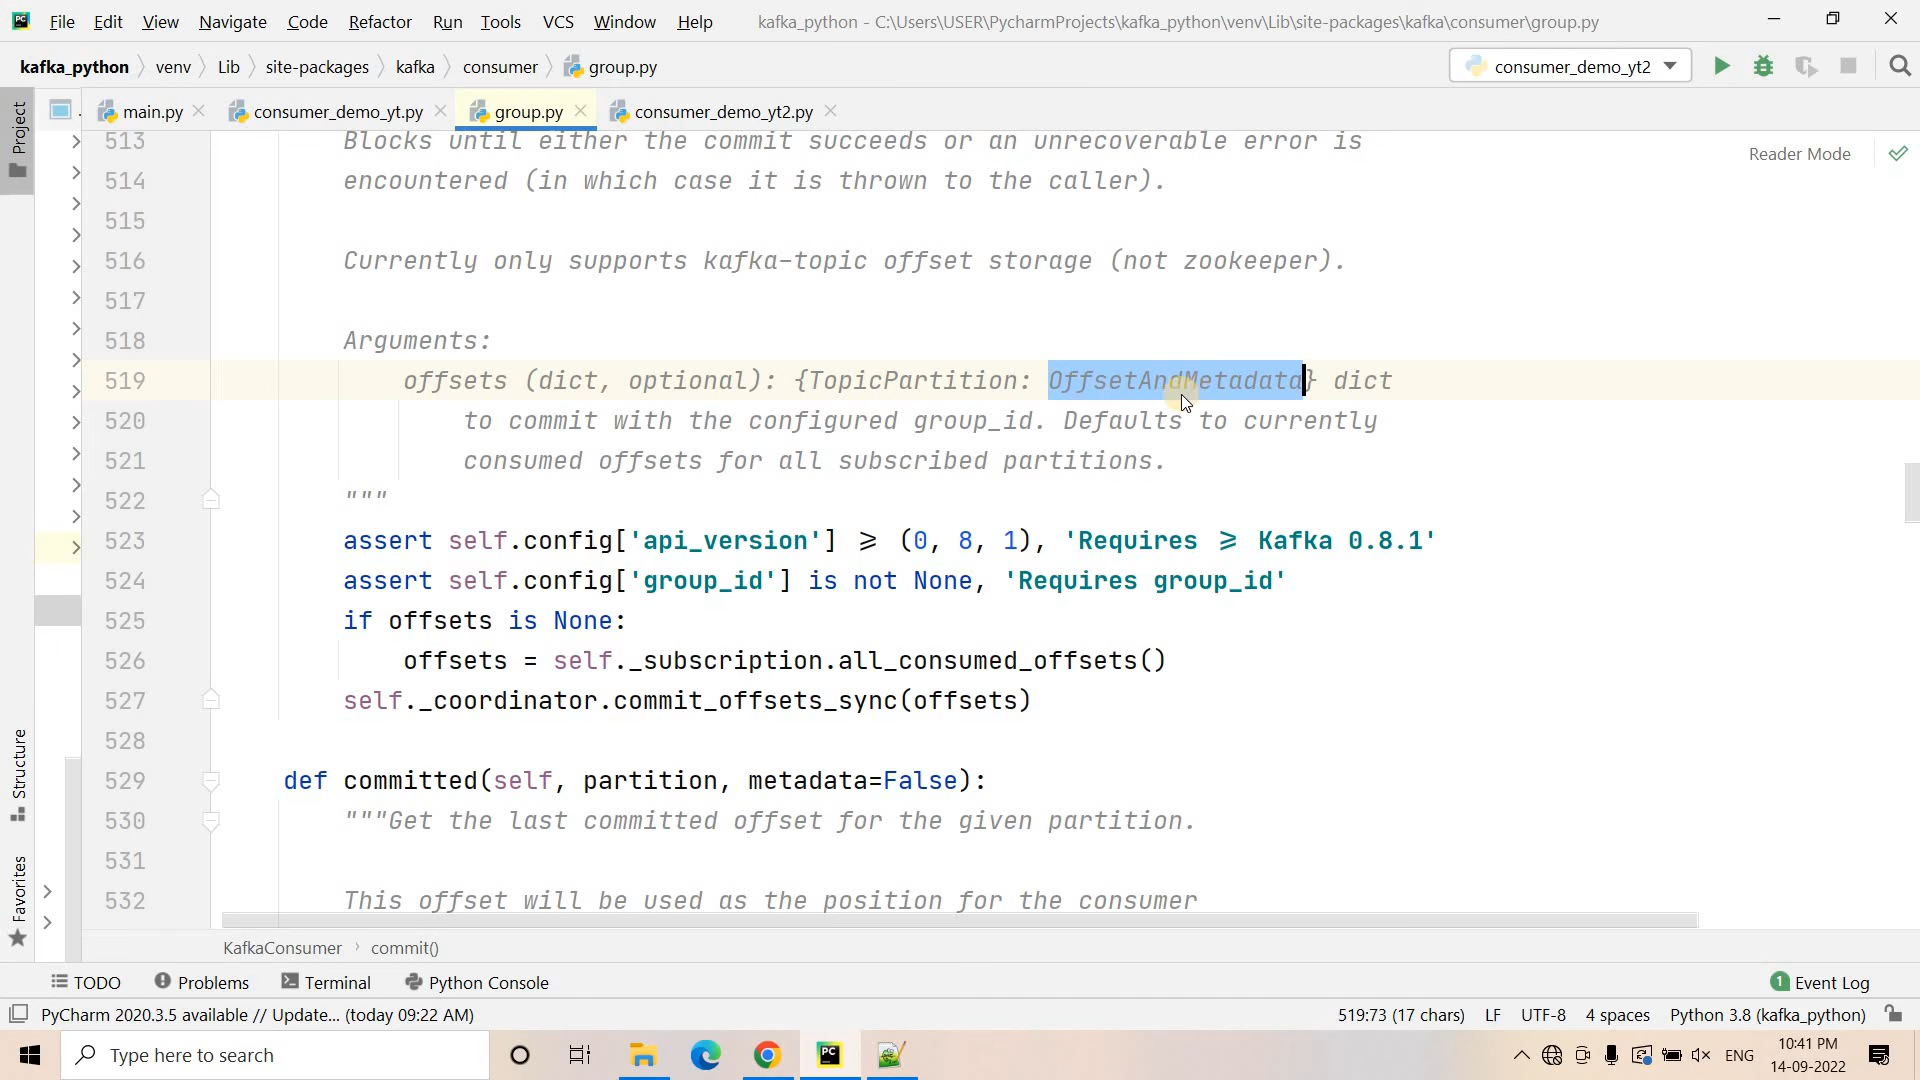 File Edit View Navigate Code Refactor Run Tools VCS Window Help kafka_python - C:\Users\USER\PycharmProjects\kafka_python\venv\Lib\site-packages\kafka\consumer\group.py
kafka_python venv Lib site-packages kafka consumer group.py consumer_demo_yt2
main.py consumer_demo_yt.py group.py consumer_demo_yt2.py
Project
Structure
Favorites
Reader Mode
513 Blocks until either the commit succeeds or an unrecoverable error is
514 encountered (in which case it is thrown to the caller).
515
516 Currently only supports kafka-topic offset storage (not zookeeper).
517
518 Arguments:
519 offsets (dict, optional): {TopicPartition: OffsetAndMetadata} dict
520 to commit with the configured group_id. Defaults to currently
521 consumed offsets for all subscribed partitions.
522 """
523 assert self.config['api_version'] >= (0, 8, 1), 'Requires >= Kafka 0.8.1'
524 assert self.config['group_id'] is not None, 'Requires group_id'
525 if offsets is None:
526 offsets = self._subscription.all_consumed_offsets()
527 self._coordinator.commit_offsets_sync(offsets)
528
529 def committed(self, partition, metadata=False):
530 """Get the last committed offset for the given partition.
531
532 This offset will be used as the position for the consumer
KafkaConsumer commit()
TODO Problems Terminal Python Console 1 Event Log
PyCharm 2020.3.5 available // Update... (today 09:22 AM) 519:73 (17 chars) LF UTF-8 4 spaces Python 3.8 (kafka_python)
Type here to search PC ENG 10:41 PM
14-09-2022